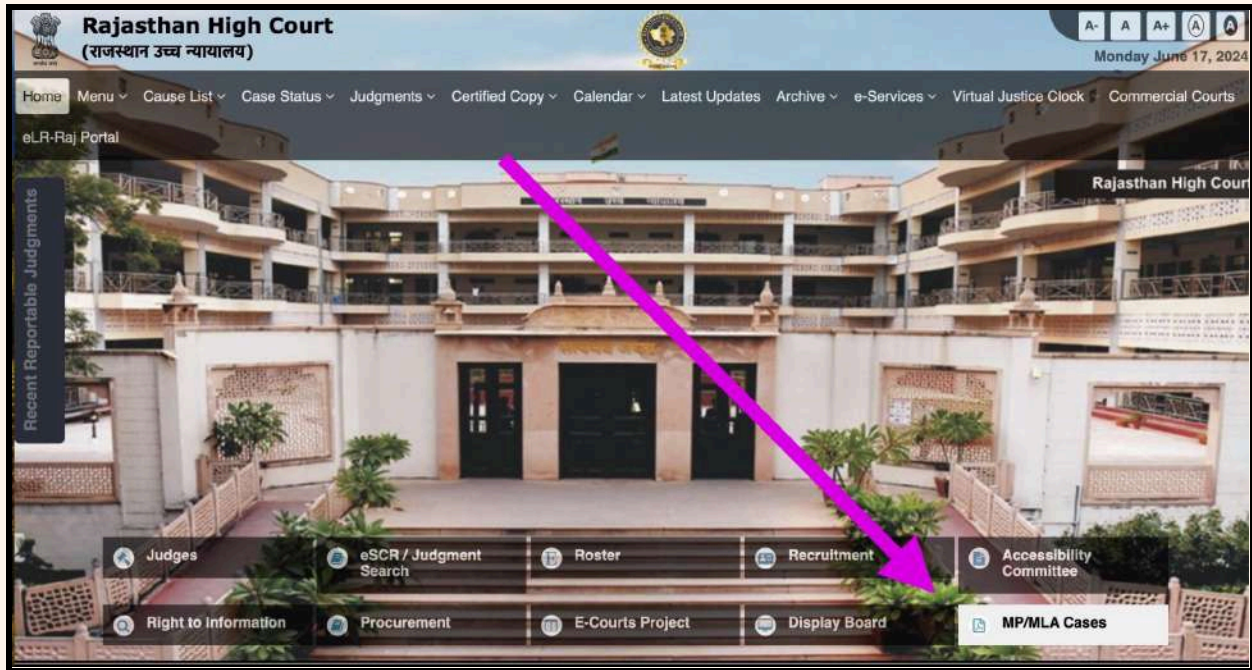 Rajasthan High Court
(राजस्थान उच्च न्यायालय)
A- A A+ A A
Monday June 17, 2024
Home Menu Cause List Case Status Judgments Certified Copy Calendar Latest Updates Archive e-Services Virtual Justice Clock Commercial Courts
eLR-Raj Portal
Rajasthan High Cour
Recent Reportable Judgments
Judges
eSCR / Judgment
Search
Roster
Recruitment
Accessibility
Committee
Right to Information
Procurement
E-Courts Project
Display Board
MP/MLA Cases